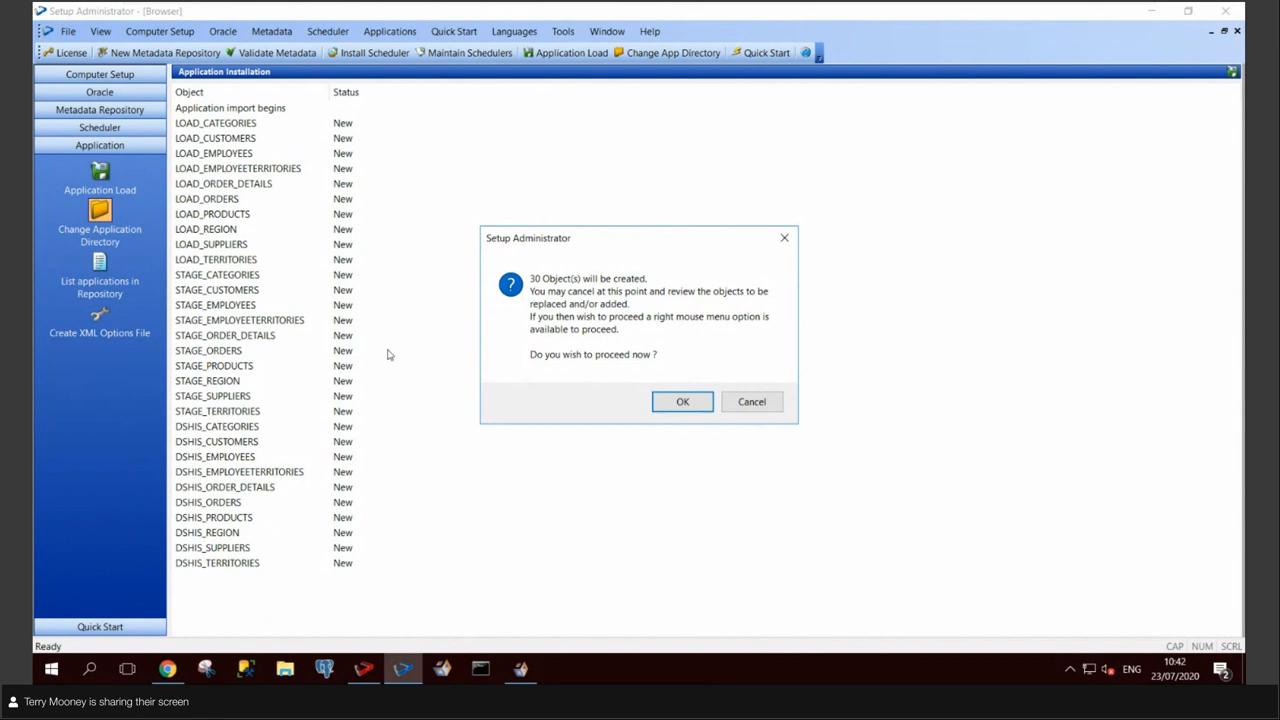 Setup Administrator - [Browser]
File View Computer Setup Oracle Metadata Scheduler Applications Quick Start Languages Tools Window Help
License New Metadata Repository Validate Metadata Install Scheduler Maintain Schedulers Application Load Change App Directory Quick Start
Computer Setup
Oracle
Metadata Repository
Scheduler
Application
Application Load
Change Application
Directory
List applications in
Repository
Create XML Options File
Quick Start
Application Installation
Object Status
Application import begins
LOAD_CATEGORIES New
LOAD_CUSTOMERS New
LOAD_EMPLOYEES New
LOAD_EMPLOYEETERRITORIES New
LOAD_ORDER_DETAILS New
LOAD_ORDERS New
LOAD_PRODUCTS New
LOAD_REGION New
LOAD_SUPPLIERS New
LOAD_TERRITORIES New
STAGE_CATEGORIES New
STAGE_CUSTOMERS New
STAGE_EMPLOYEES New
STAGE_EMPLOYEETERRITORIES New
STAGE_ORDER_DETAILS New
STAGE_ORDERS New
STAGE_PRODUCTS New
STAGE_REGION New
STAGE_SUPPLIERS New
STAGE_TERRITORIES New
DSHIS_CATEGORIES New
DSHIS_CUSTOMERS New
DSHIS_EMPLOYEES New
DSHIS_EMPLOYEETERRITORIES New
DSHIS_ORDER_DETAILS New
DSHIS_ORDERS New
DSHIS_PRODUCTS New
DSHIS_REGION New
DSHIS_SUPPLIERS New
DSHIS_TERRITORIES New
Setup Administrator
30 Object(s) will be created.
You may cancel at this point and review the objects to be
replaced and/or added.
If you then wish to proceed a right mouse menu option is
available to proceed.
Do you wish to proceed now ?
OK Cancel
Ready CAP NUM SCRL
ENG 10:42
23/07/2020 2
Terry Mooney is sharing their screen